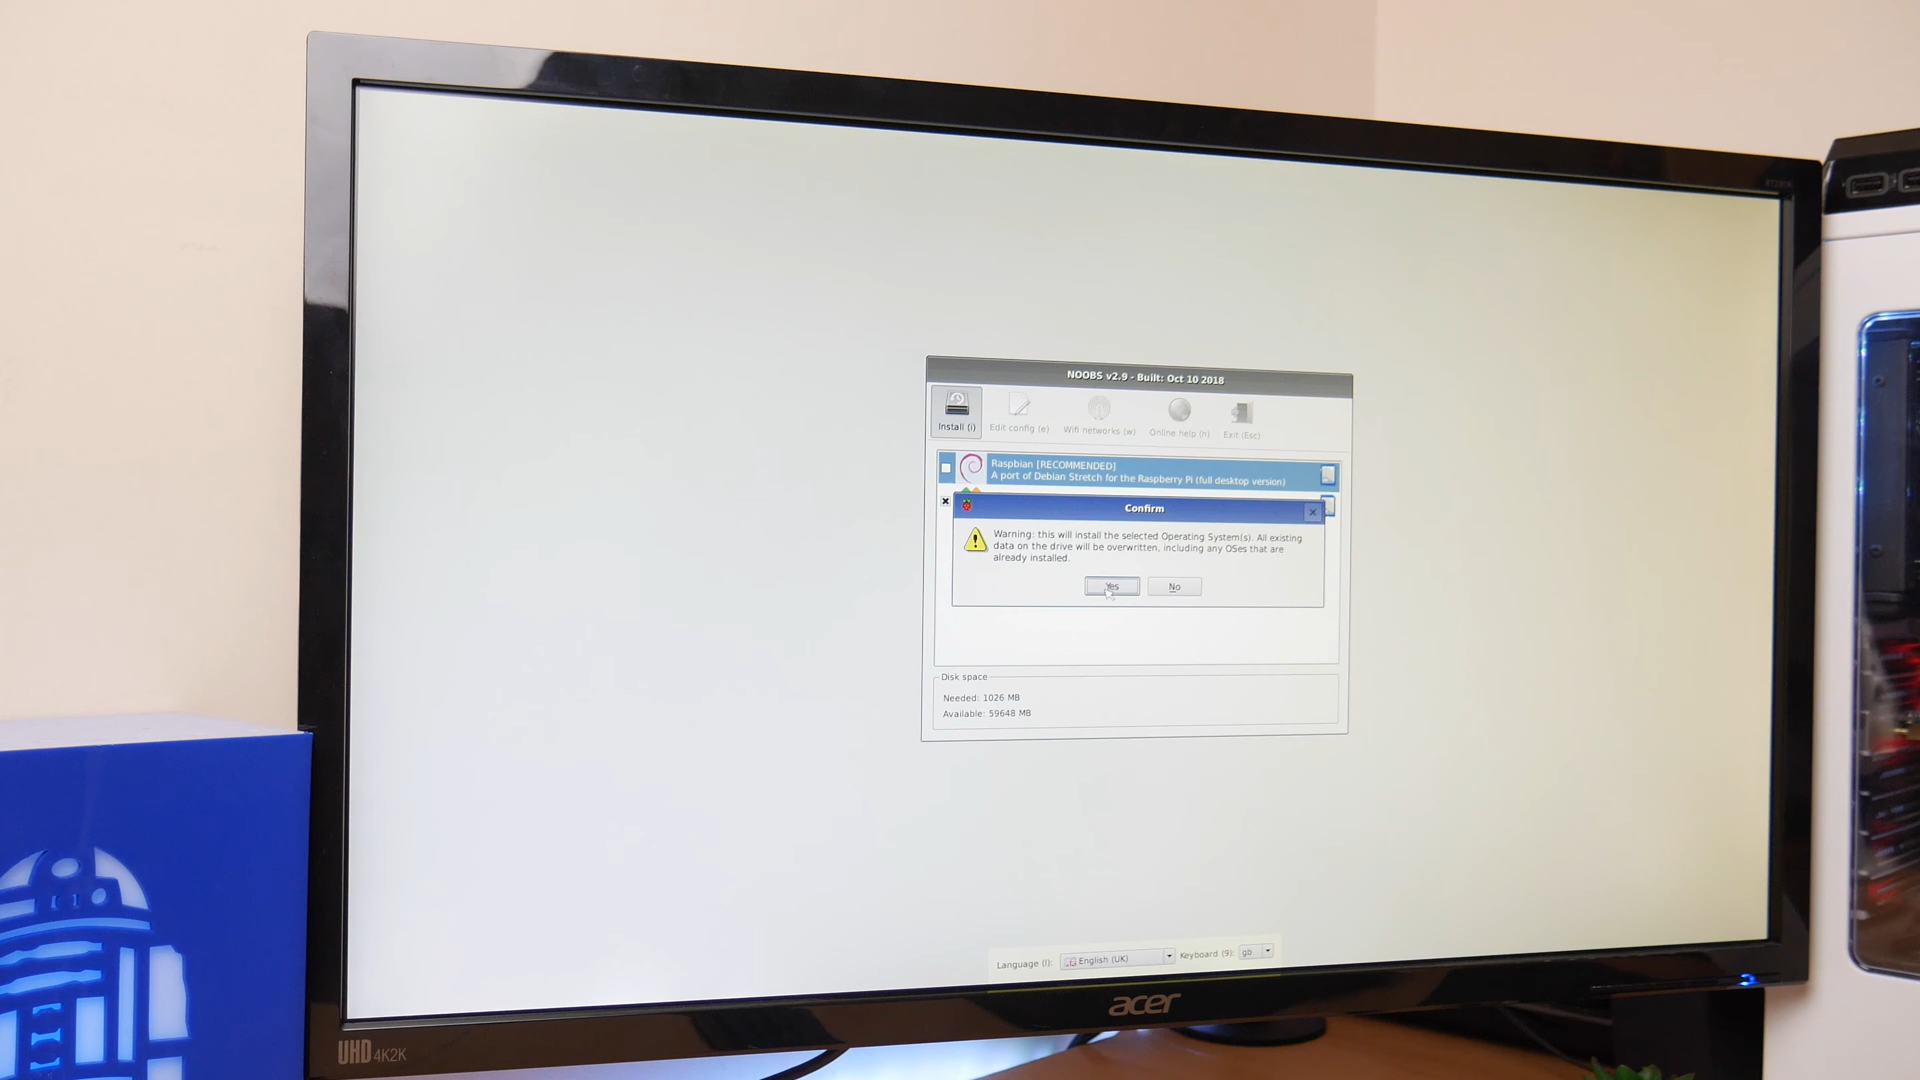 NOOBS v2.9 - Built: Oct 10 2018
Install (i)
Edit config (e)
Wifi networks (w)
Online help (h)
Exit (Esc)
Raspbian [RECOMMENDED]
A port of Debian Stretch for the Raspberry Pi (full desktop version)
Confirm
Warning: this will install the selected Operating System(s). All existing
data on the drive will be overwritten, including any OSes that are
already installed.
Yes
No
Disk space
Needed: 1026 MB
Available: 59648 MB
Language (l):
English (UK)
Keyboard (9):
gb
acer
UHD 4K2K